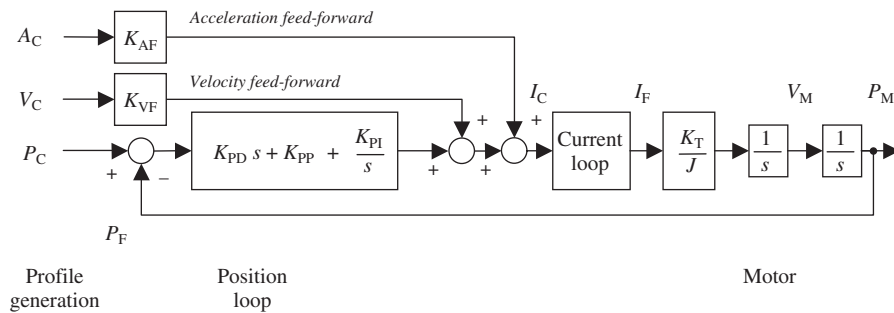 A_C
K_AF
Acceleration feed-forward
V_C
K_VF
Velocity feed-forward
P_C
+
−
K_PD s + K_PP + K_PI / s
+
+
+
+
I_C
Current
loop
I_F
K_T / J
1 / s
V_M
1 / s
P_M
P_F
Profile
generation
Position
loop
Motor